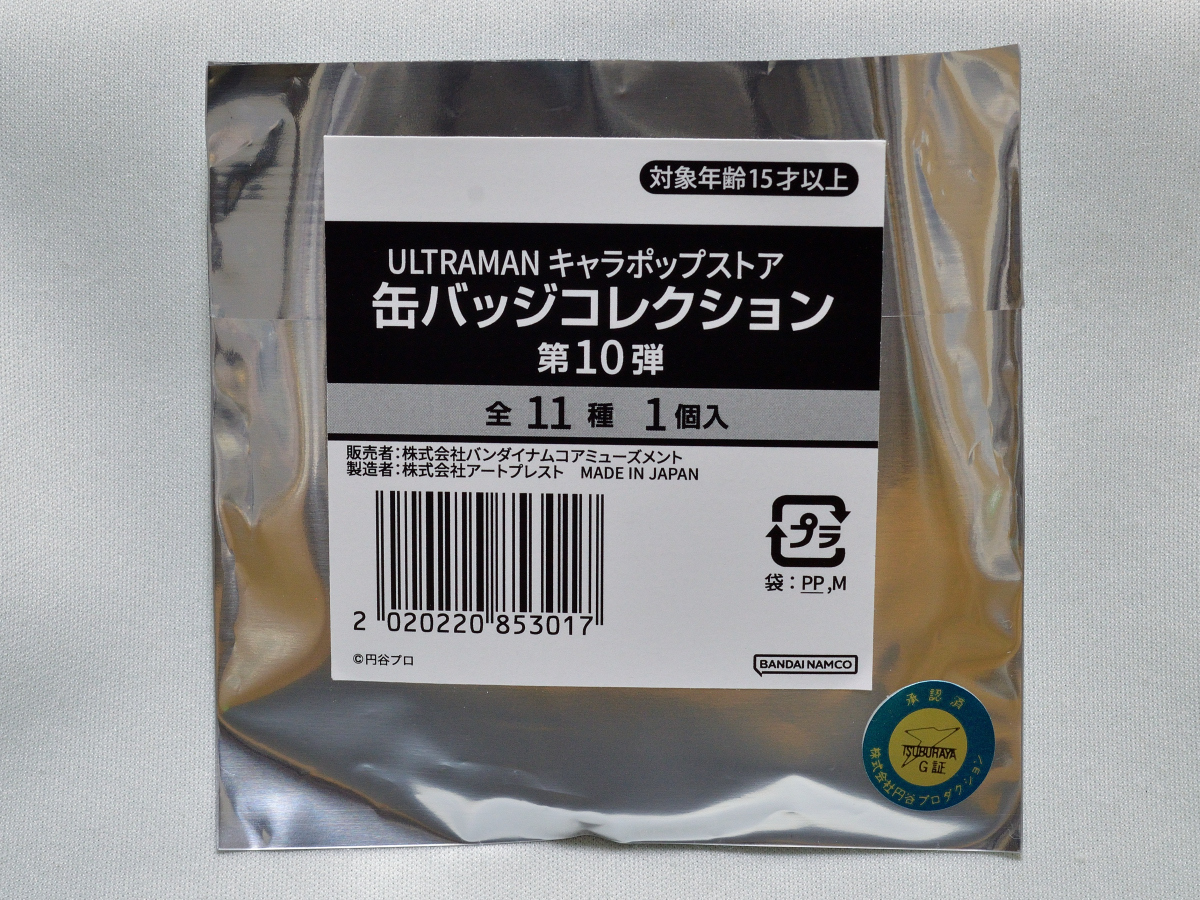 対象年齢15才以上
ULTRAMAN キャラポップストア
缶バッジコレクション
第10弾
全 11 種 1個入
販売者:株式会社バンダイナムコアミューズメント
製造者:株式会社アートプレスト MADE IN JAPAN
プラ
袋:PP,M
2 020220 853017
©円谷プロ
BANDAI NAMCO
承認済
TSUBURAYA
G証
株式会社円谷プロダクション